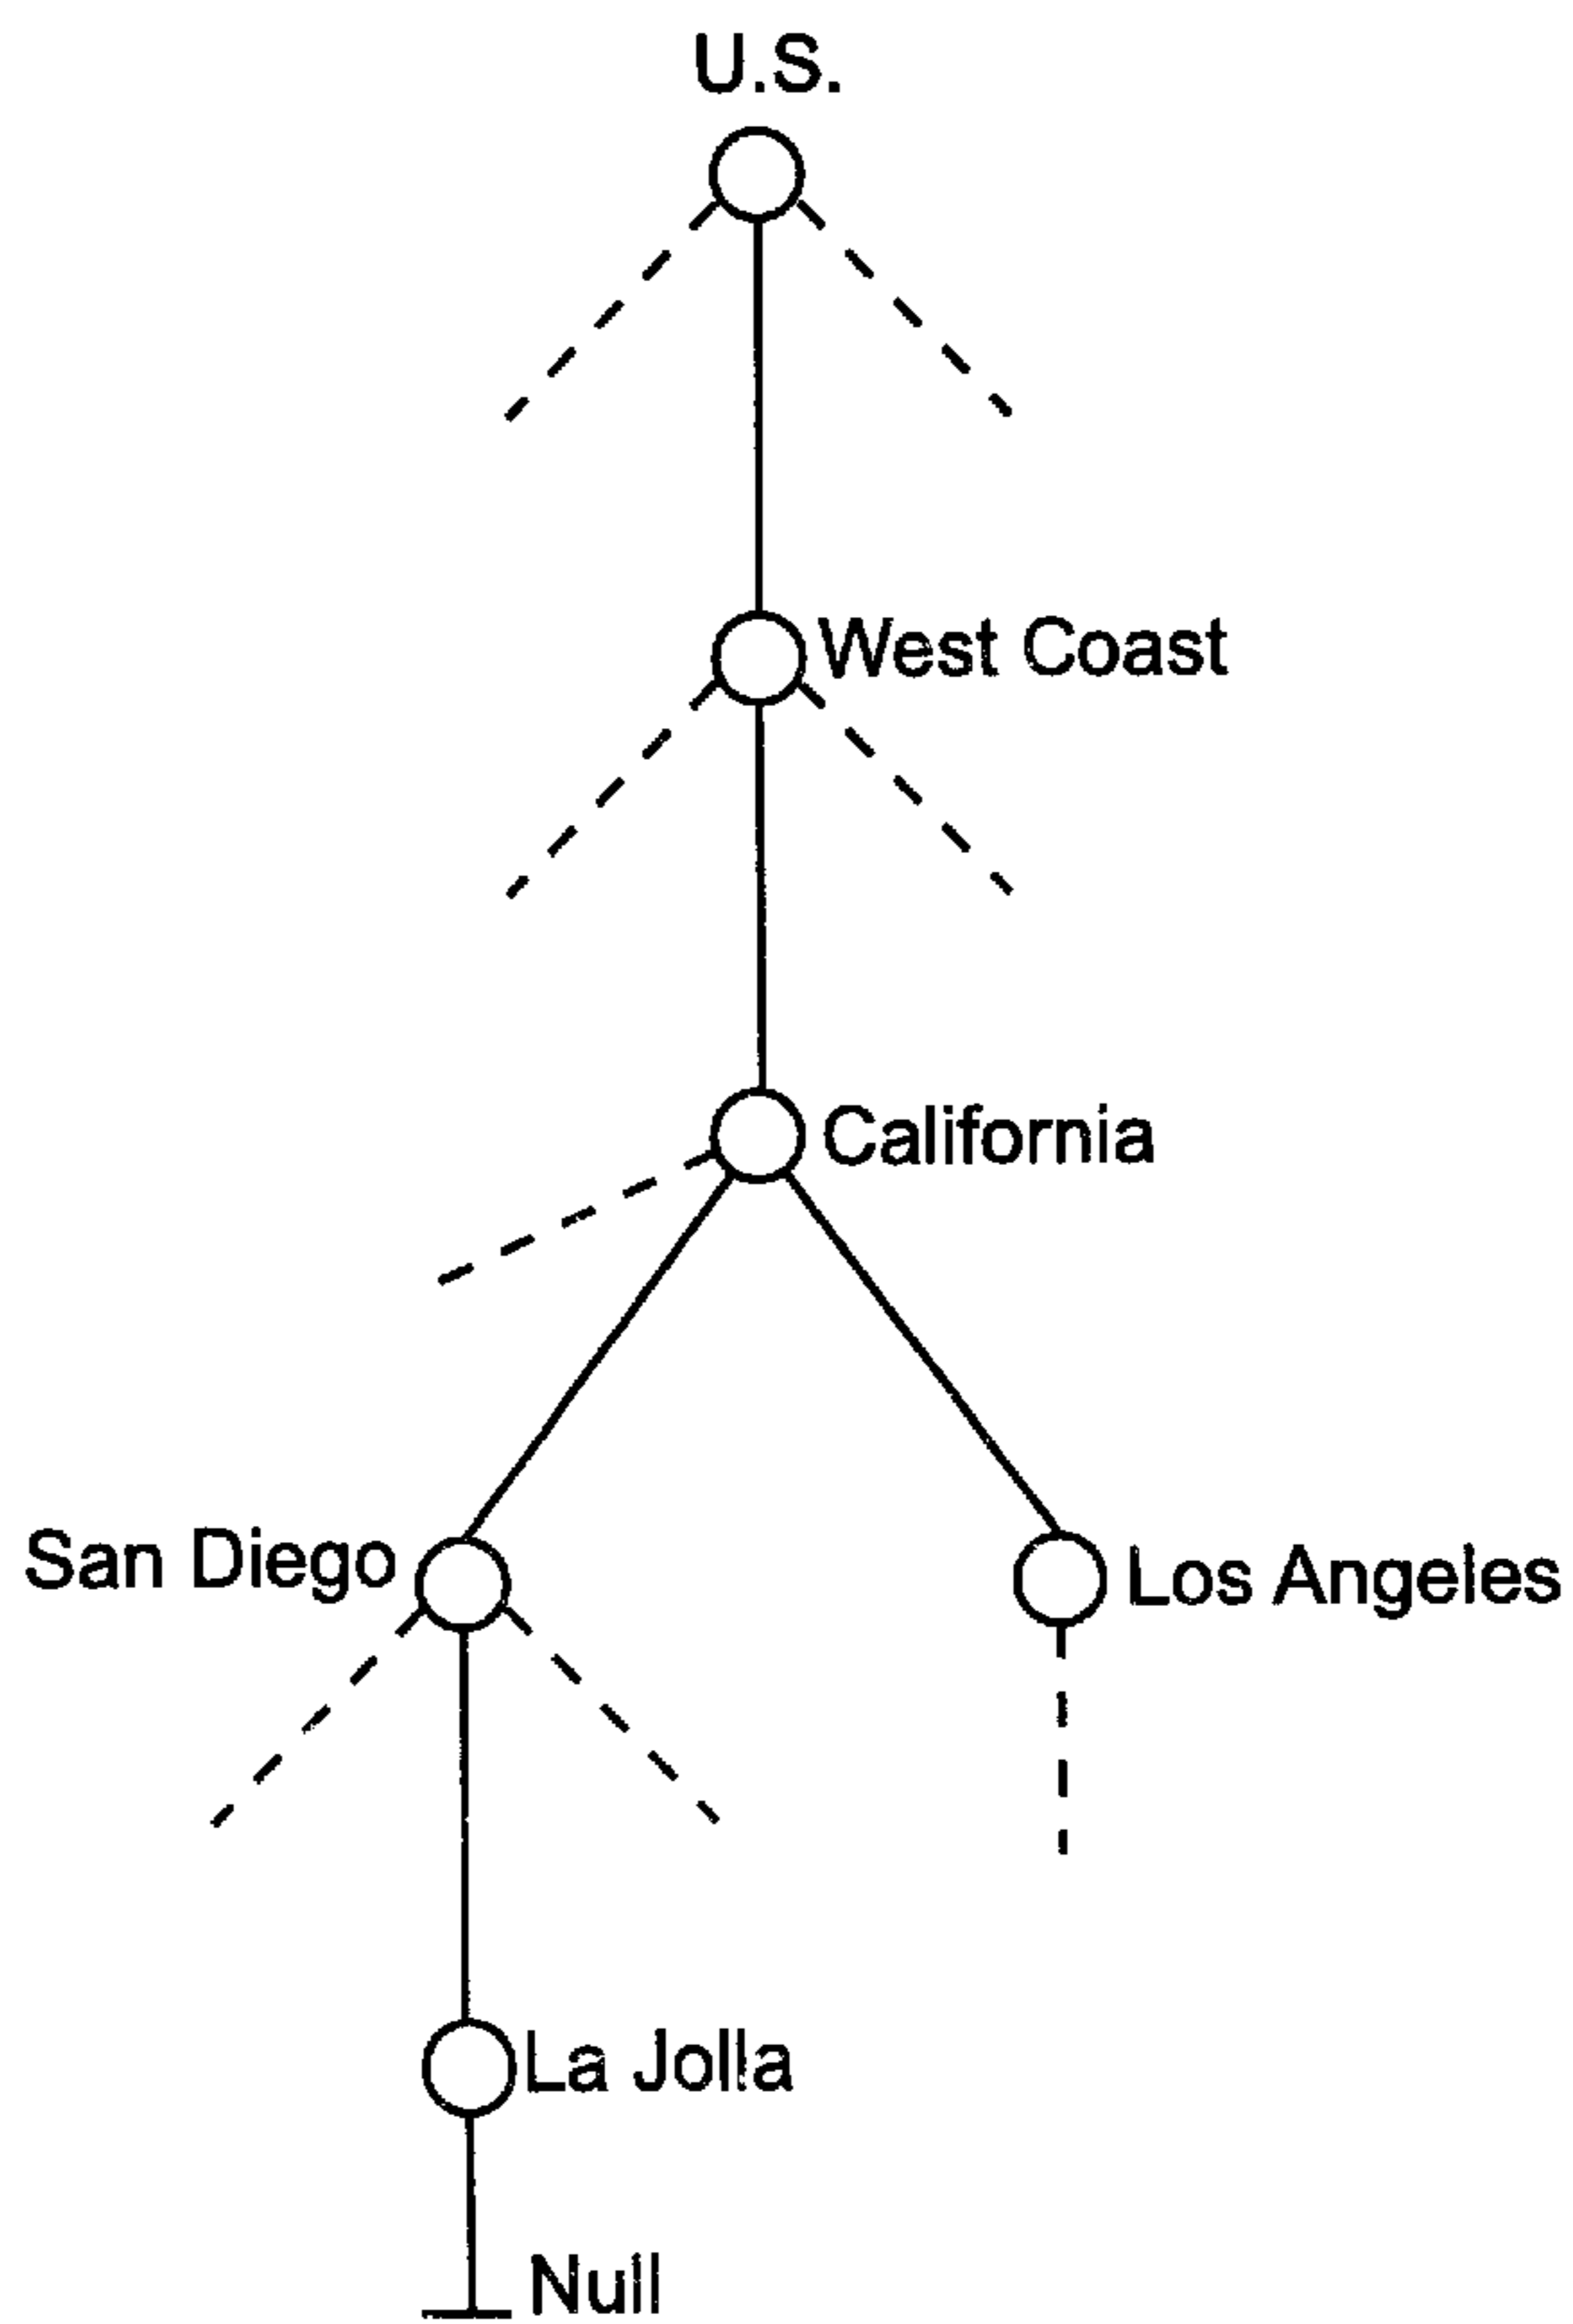 U.S.
West Coast
California
San Diego
Los Angeles
La Jolla
Null